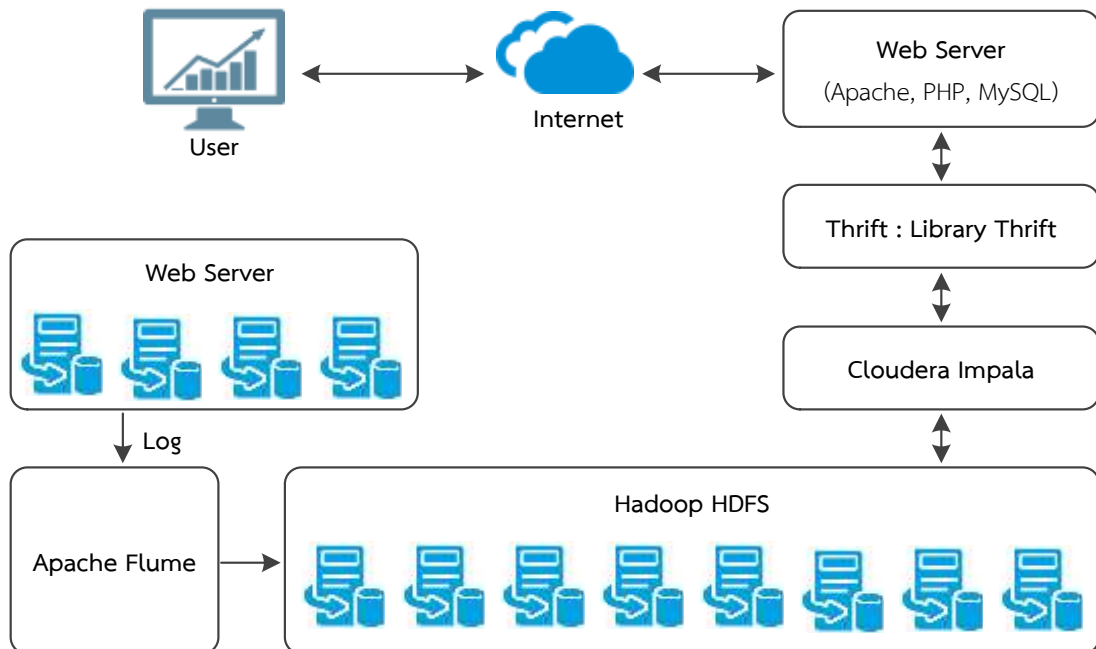 Web Server
(Apache, PHP, MySQL)
Internet
User
Thrift : Library Thrift
Web Server
Cloudera Impala
Log
Hadoop HDFS
Apache Flume